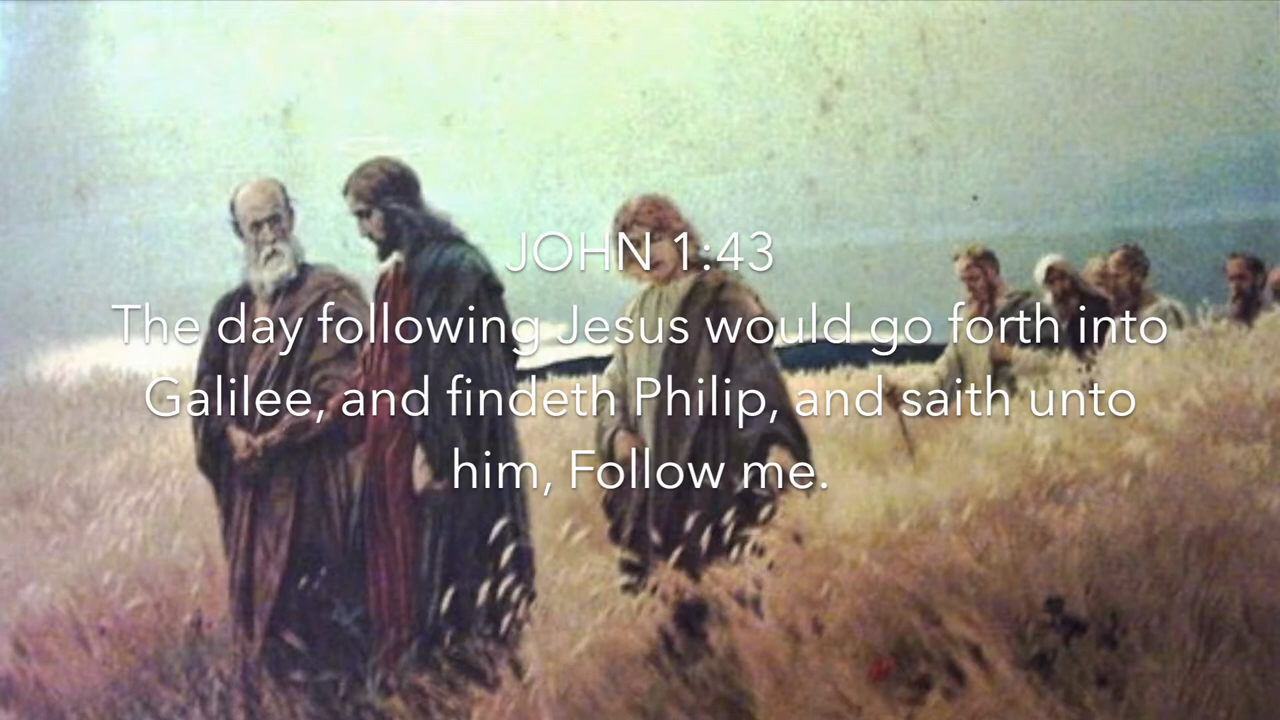 JOHN 1:43
The day following Jesus would go forth into
Galilee, and findeth Philip, and saith unto
him, Follow me.